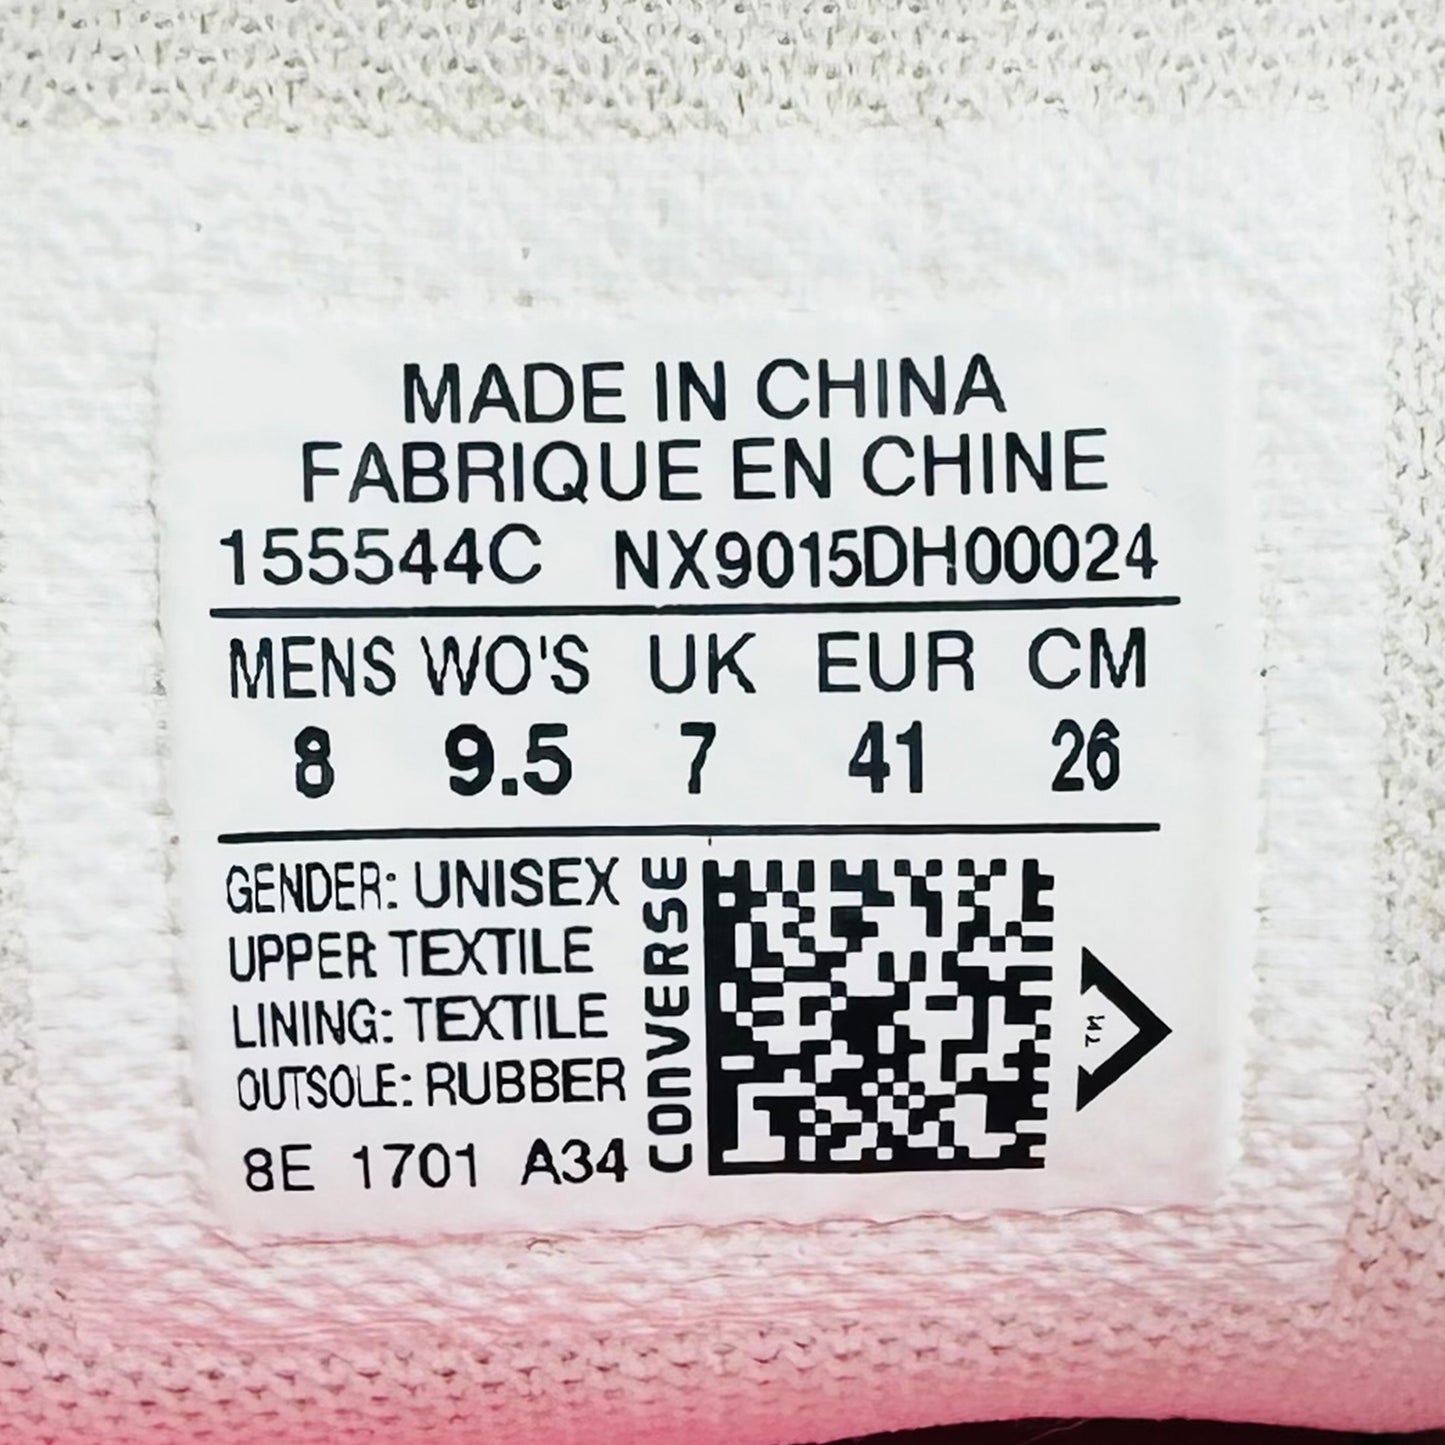 MADE IN CHINA
FABRIQUE EN CHINE
155544C NX9015DH00024
MENS WO'S UK EUR CM
8 9.5 7 41 26
GENDER: UNISEX
UPPER: TEXTILE
LINING: TEXTILE
OUTSOLE: RUBBER
8E 1701 A34
CONVERSE